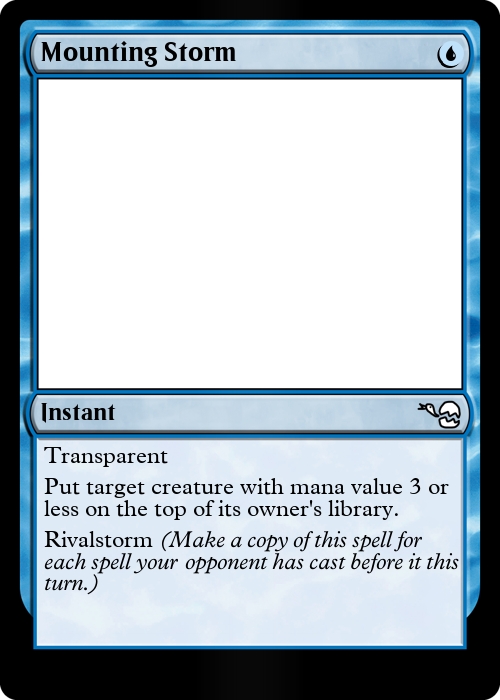 Mounting Storm
Instant
Transparent
Put target creature with mana value 3 or
less on the top of its owner's library.
Rivalstorm (Make a copy of this spell for
each spell your opponent has cast before it this
turn.)